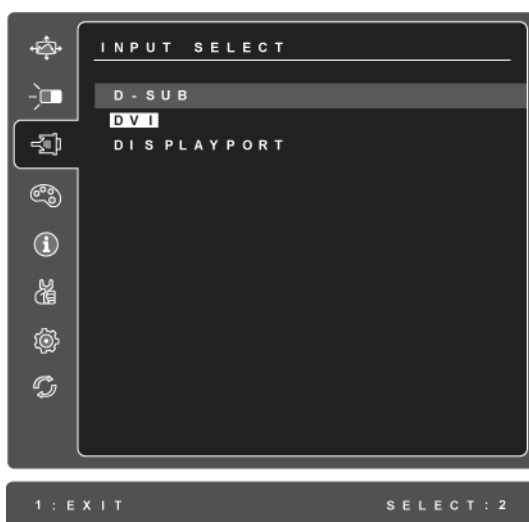 INPUT SELECT
D-SUB
DVI
DISPLAYPORT
1:EXIT SELECT:2